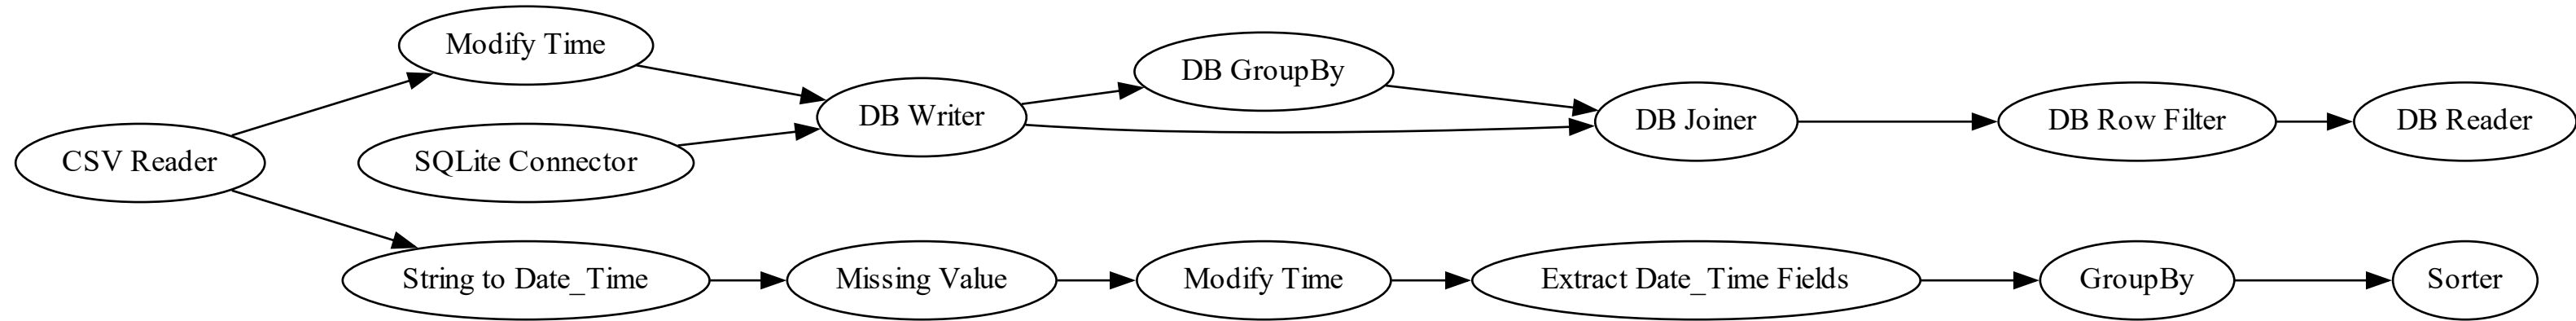 Modify Time
DB GroupBy
DB Writer
DB Joiner
DB Row Filter
DB Reader
CSV Reader
SQLite Connector
String to Date_Time
Missing Value
Modify Time
Extract Date_Time Fields
GroupBy
Sorter